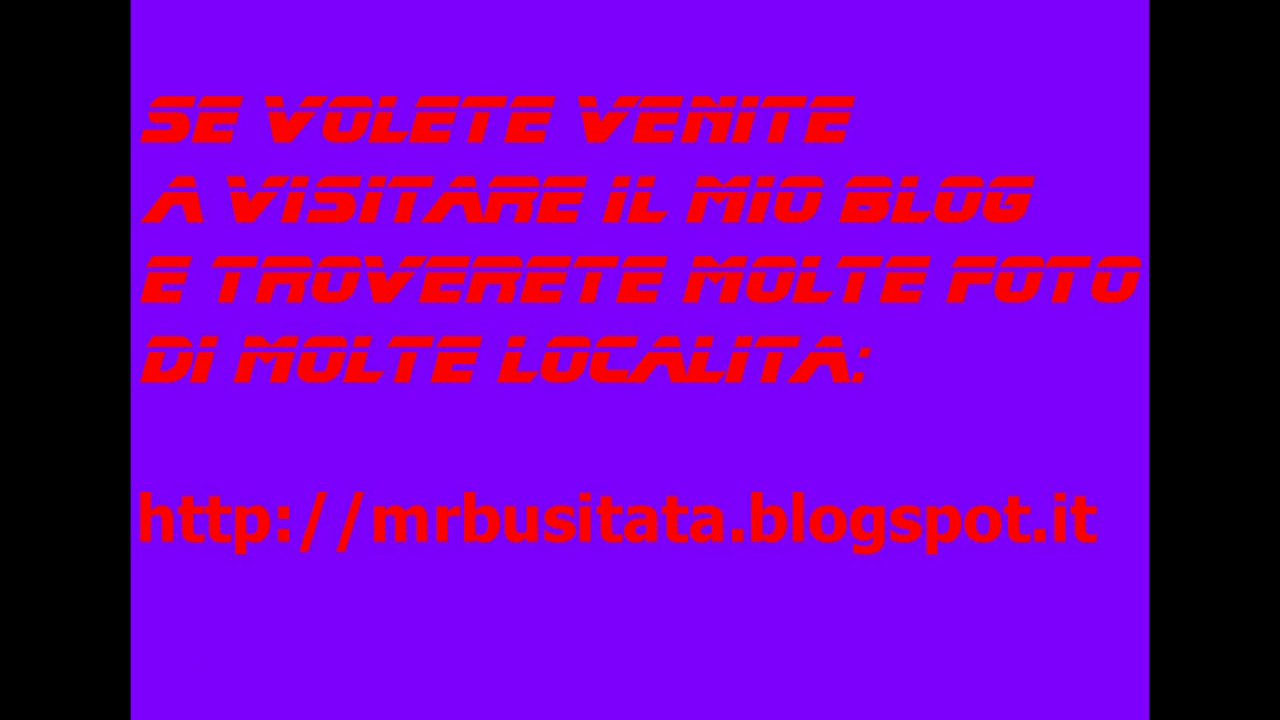 SE VOLETE VENITE
A VISITARE IL MIO BLOG
E TROVERETE MOLTE FOTO
DI MOLTE LOCALITA:
http://mrbusitata.blogspot.it